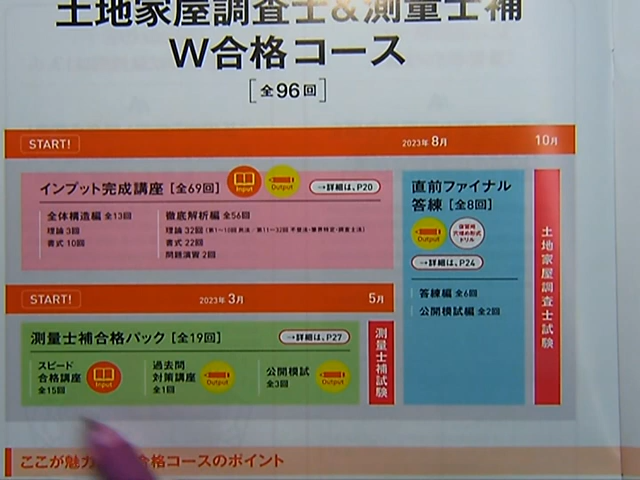 土地家屋調査士&測量士補
W合格コース
[全96回]
START!
2023年 8月
10月
インプット完成講座 [全69回]
Input
Output
→詳細は、P20
全体構造編 全13回
理論 3回
書式 10回
徹底解析編 全56回
理論 32回
書式 22回
問題演習 2回
直前ファイナル
答練 [全8回]
Output
→詳細は、P24
答練編 全6回
公開模試編 全2回
土地家屋調査士試験
START!
2023年 3月
5月
測量士補合格パック [全19回]
→詳細は、P27
スピード
合格講座
全15回
Input
過去問
対策講座
全1回
Output
公開模試
全3回
Output
測量士補試験
ここが魅力
合格コースのポイント